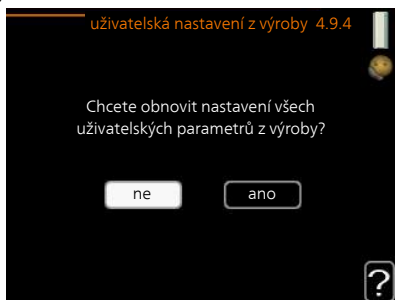 uživatelská nastavení z výroby 4.9.4
Chcete obnovit nastavení všech
uživatelských parametrů z výroby?
ne
ano
?